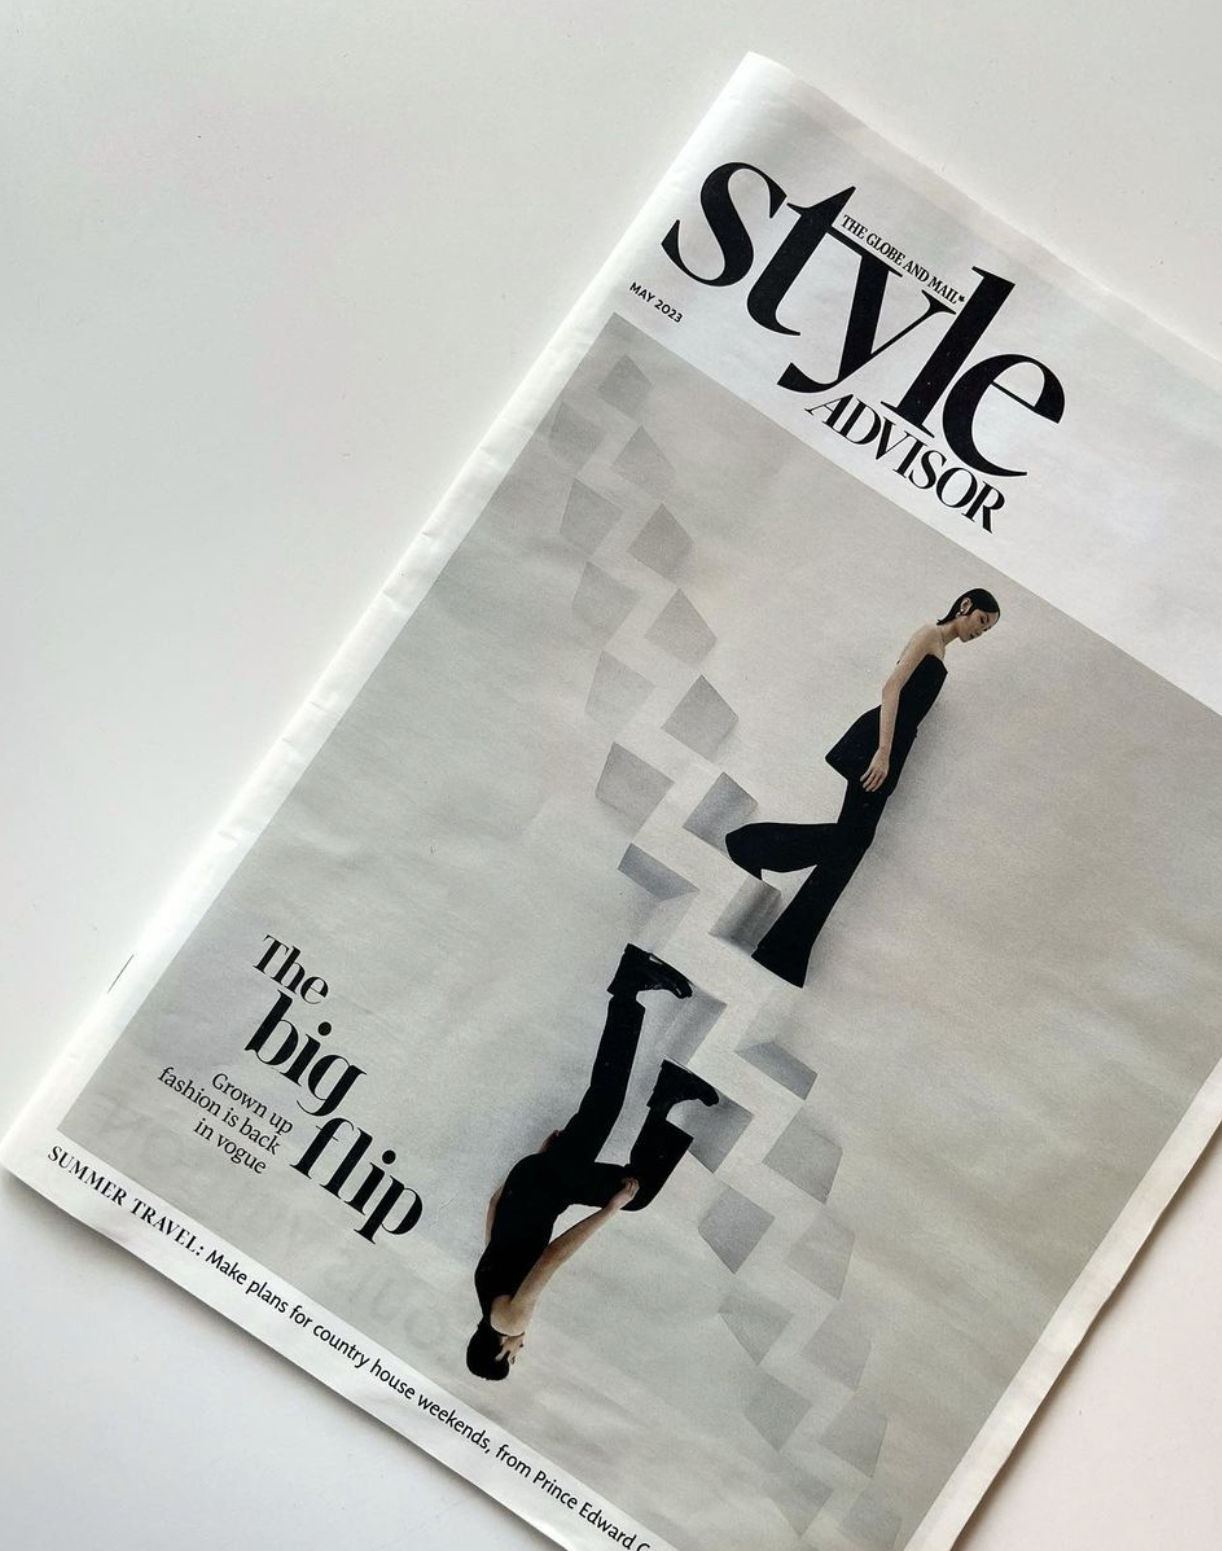 THE GLOBE AND MAIL*
style
ADVISOR
MAY 2023
The
big
flip
Grown up
fashion is back
in vogue
SUMMER TRAVEL: Make plans for country house weekends, from Prince Edward